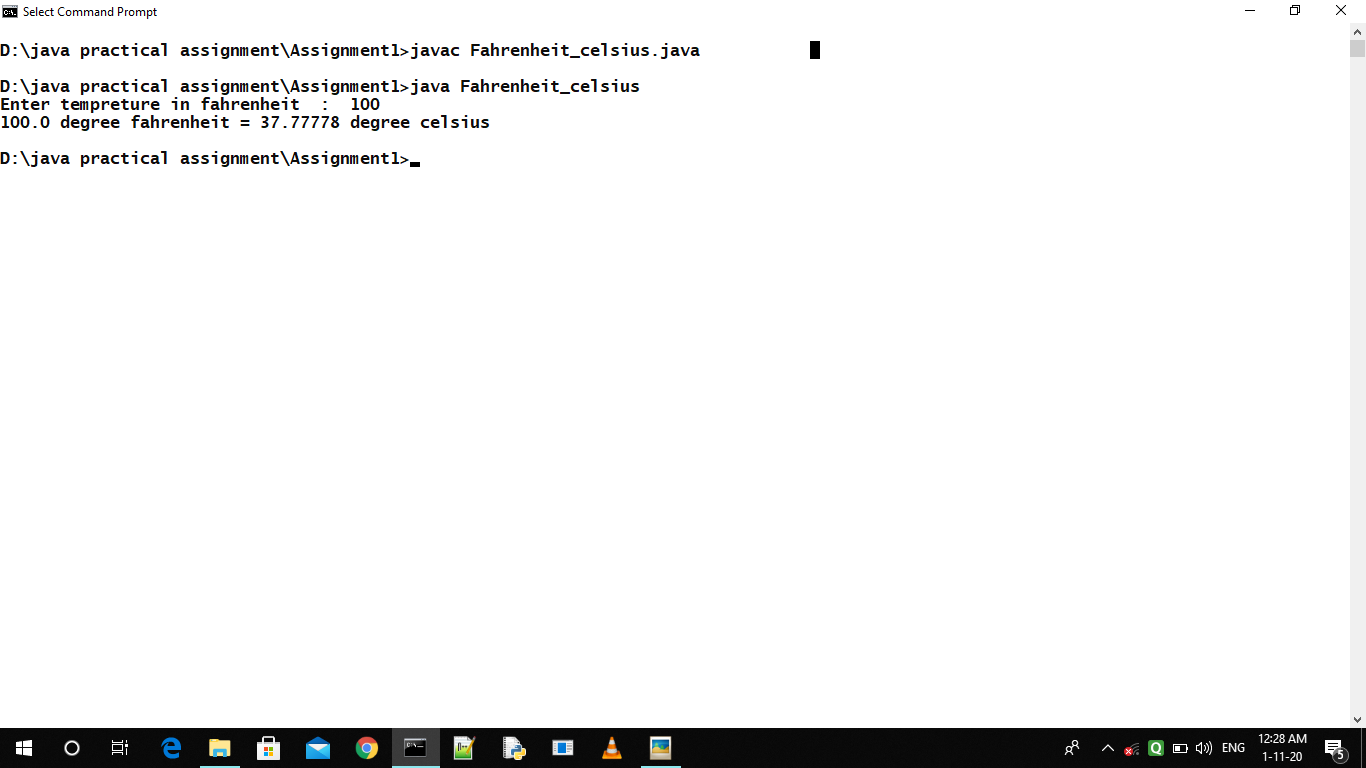 Select Command Prompt
D:\java practical assignment\Assignment1>javac Fahrenheit_celsius.java
D:\java practical assignment\Assignment1>java Fahrenheit_celsius
Enter tempreture in fahrenheit  :  100
100.0 degree fahrenheit = 37.77778 degree celsius
D:\java practical assignment\Assignment1>
ENG
12:28 AM
1-11-20
5